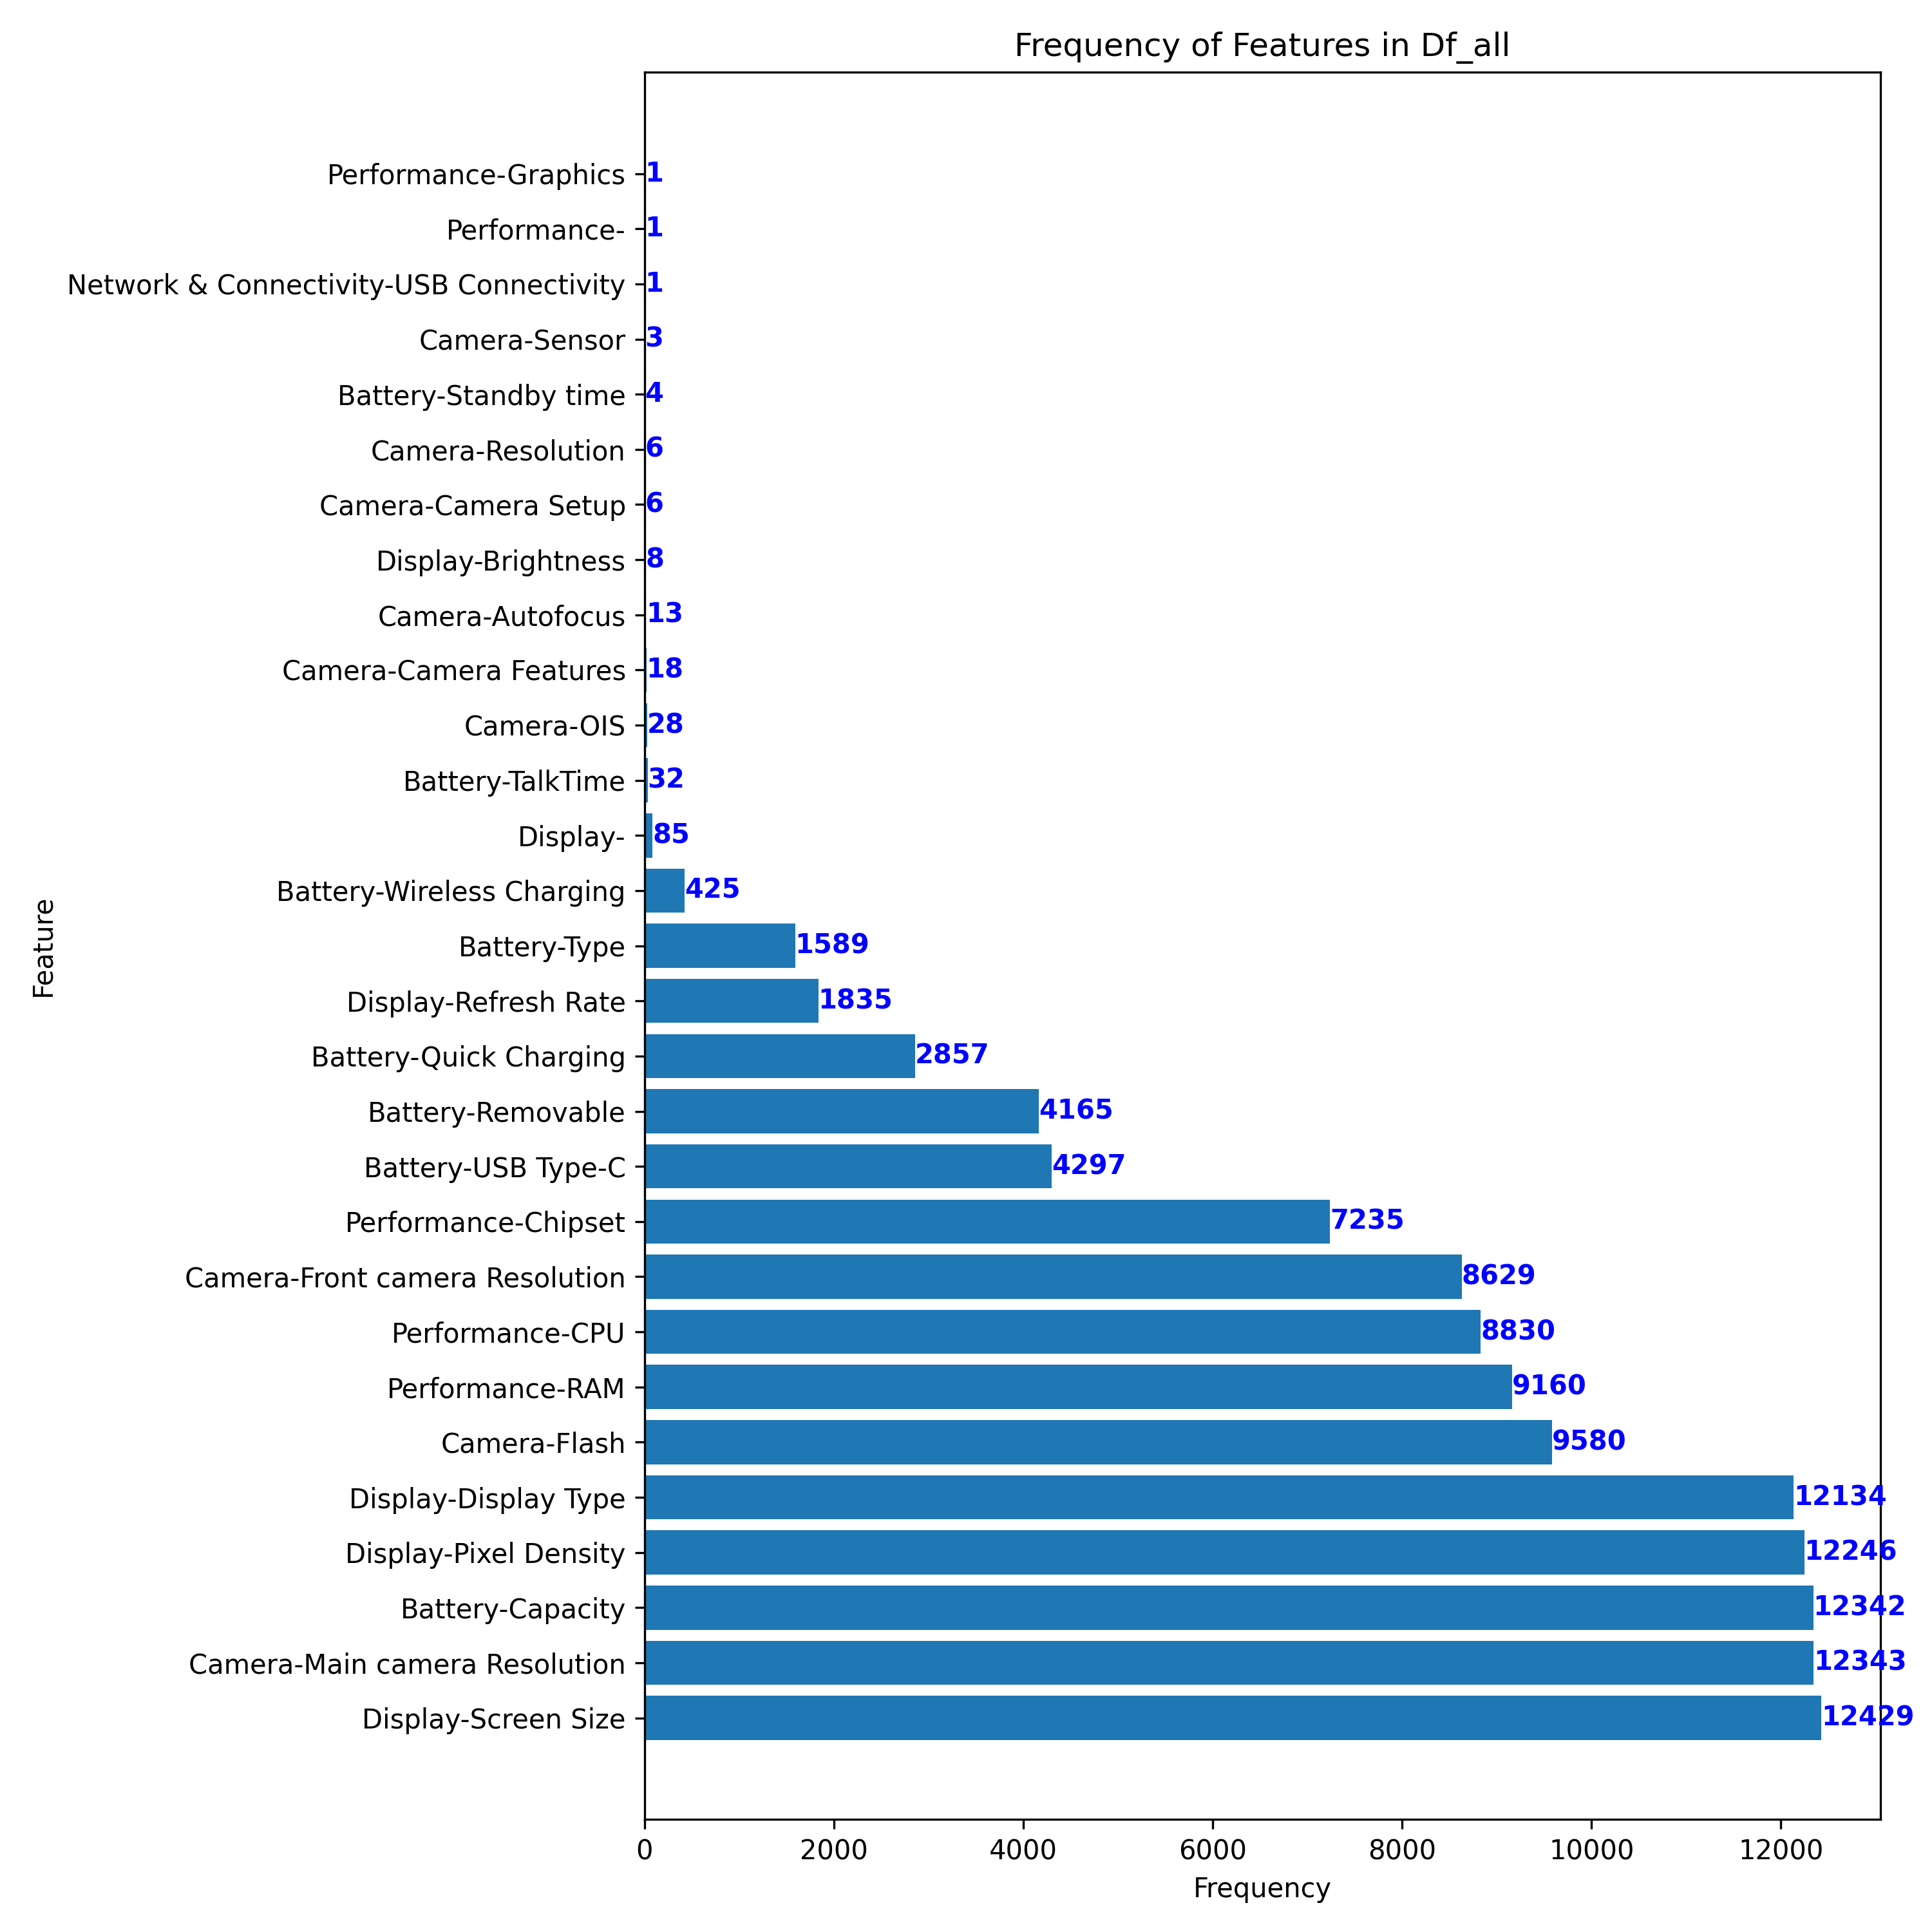 Frequency of Features in Df_all
Performance-Graphics 1
Performance- 1
Network & Connectivity-USB Connectivity 1
Camera-Sensor 3
Battery-Standby time 4
Camera-Resolution 6
Camera-Camera Setup 6
Display-Brightness 8
Camera-Autofocus 13
Camera-Camera Features 18
Camera-OIS 28
Battery-TalkTime 32
Display- 85
Battery-Wireless Charging 425
Battery-Type 1589
Display-Refresh Rate 1835
Battery-Quick Charging 2857
Battery-Removable 4165
Battery-USB Type-C 4297
Performance-Chipset 7235
Camera-Front camera Resolution 8629
Performance-CPU 8830
Performance-RAM 9160
Camera-Flash 9580
Display-Display Type 12134
Display-Pixel Density 12246
Battery-Capacity 12342
Camera-Main camera Resolution 12343
Display-Screen Size 12429
Feature
0 2000 4000 6000 8000 10000 12000
Frequency